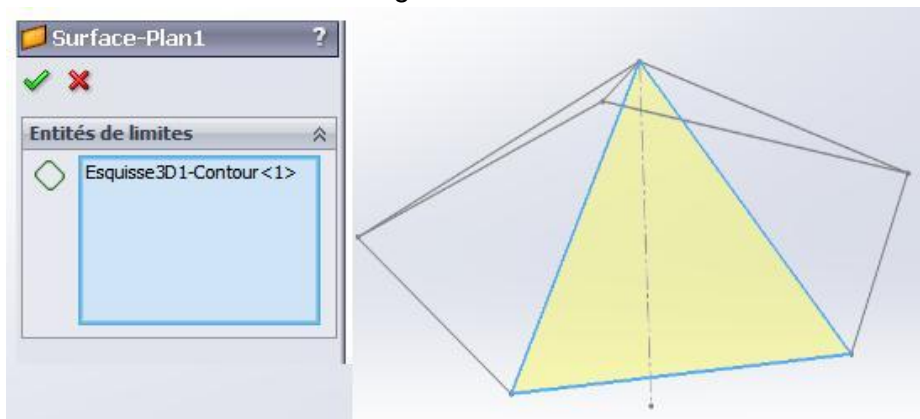 Surface-Plan1 ?
Entités de limites
Esquisse3D1-Contour<1>